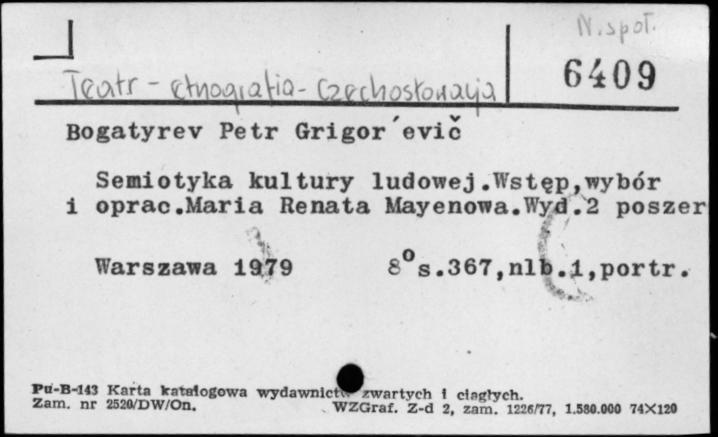 N. społ.
6409
Teatr - etnografia - Czechosłowacja
Bogatyrev Petr Grigor´evič
Semiotyka kultury ludowej.Wstęp,wybór
i oprac.Maria Renata Mayenowa.Wyd.2 poszer
Warszawa 1979 8⁰s.367,nlb.1,portr.
Pu-B-143 Karta katalogowa wydawnictw zwartych i ciągłych.
Zam. nr 2520/DW/On. WZGraf. Z-d 2, zam. 1226/77, 1.580.000 74X120